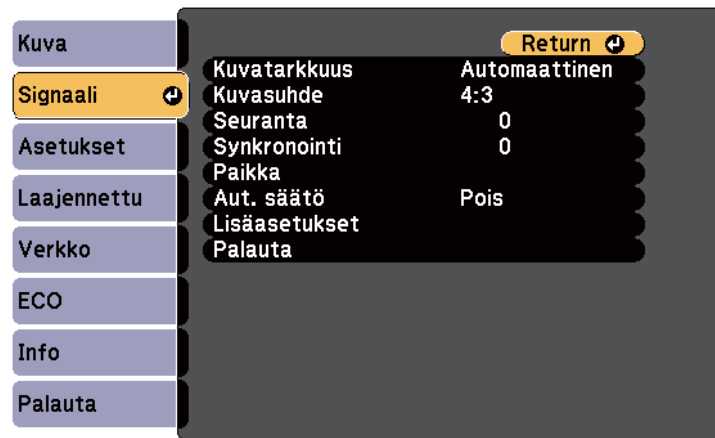 Kuva
Signaali
Asetukset
Laajennettu
Verkko
ECO
Info
Palauta
Return
Kuvatarkkuus Automaattinen
Kuvasuhde 4:3
Seuranta 0
Synkronointi 0
Paikka
Aut. säätö Pois
Lisäasetukset
Palauta